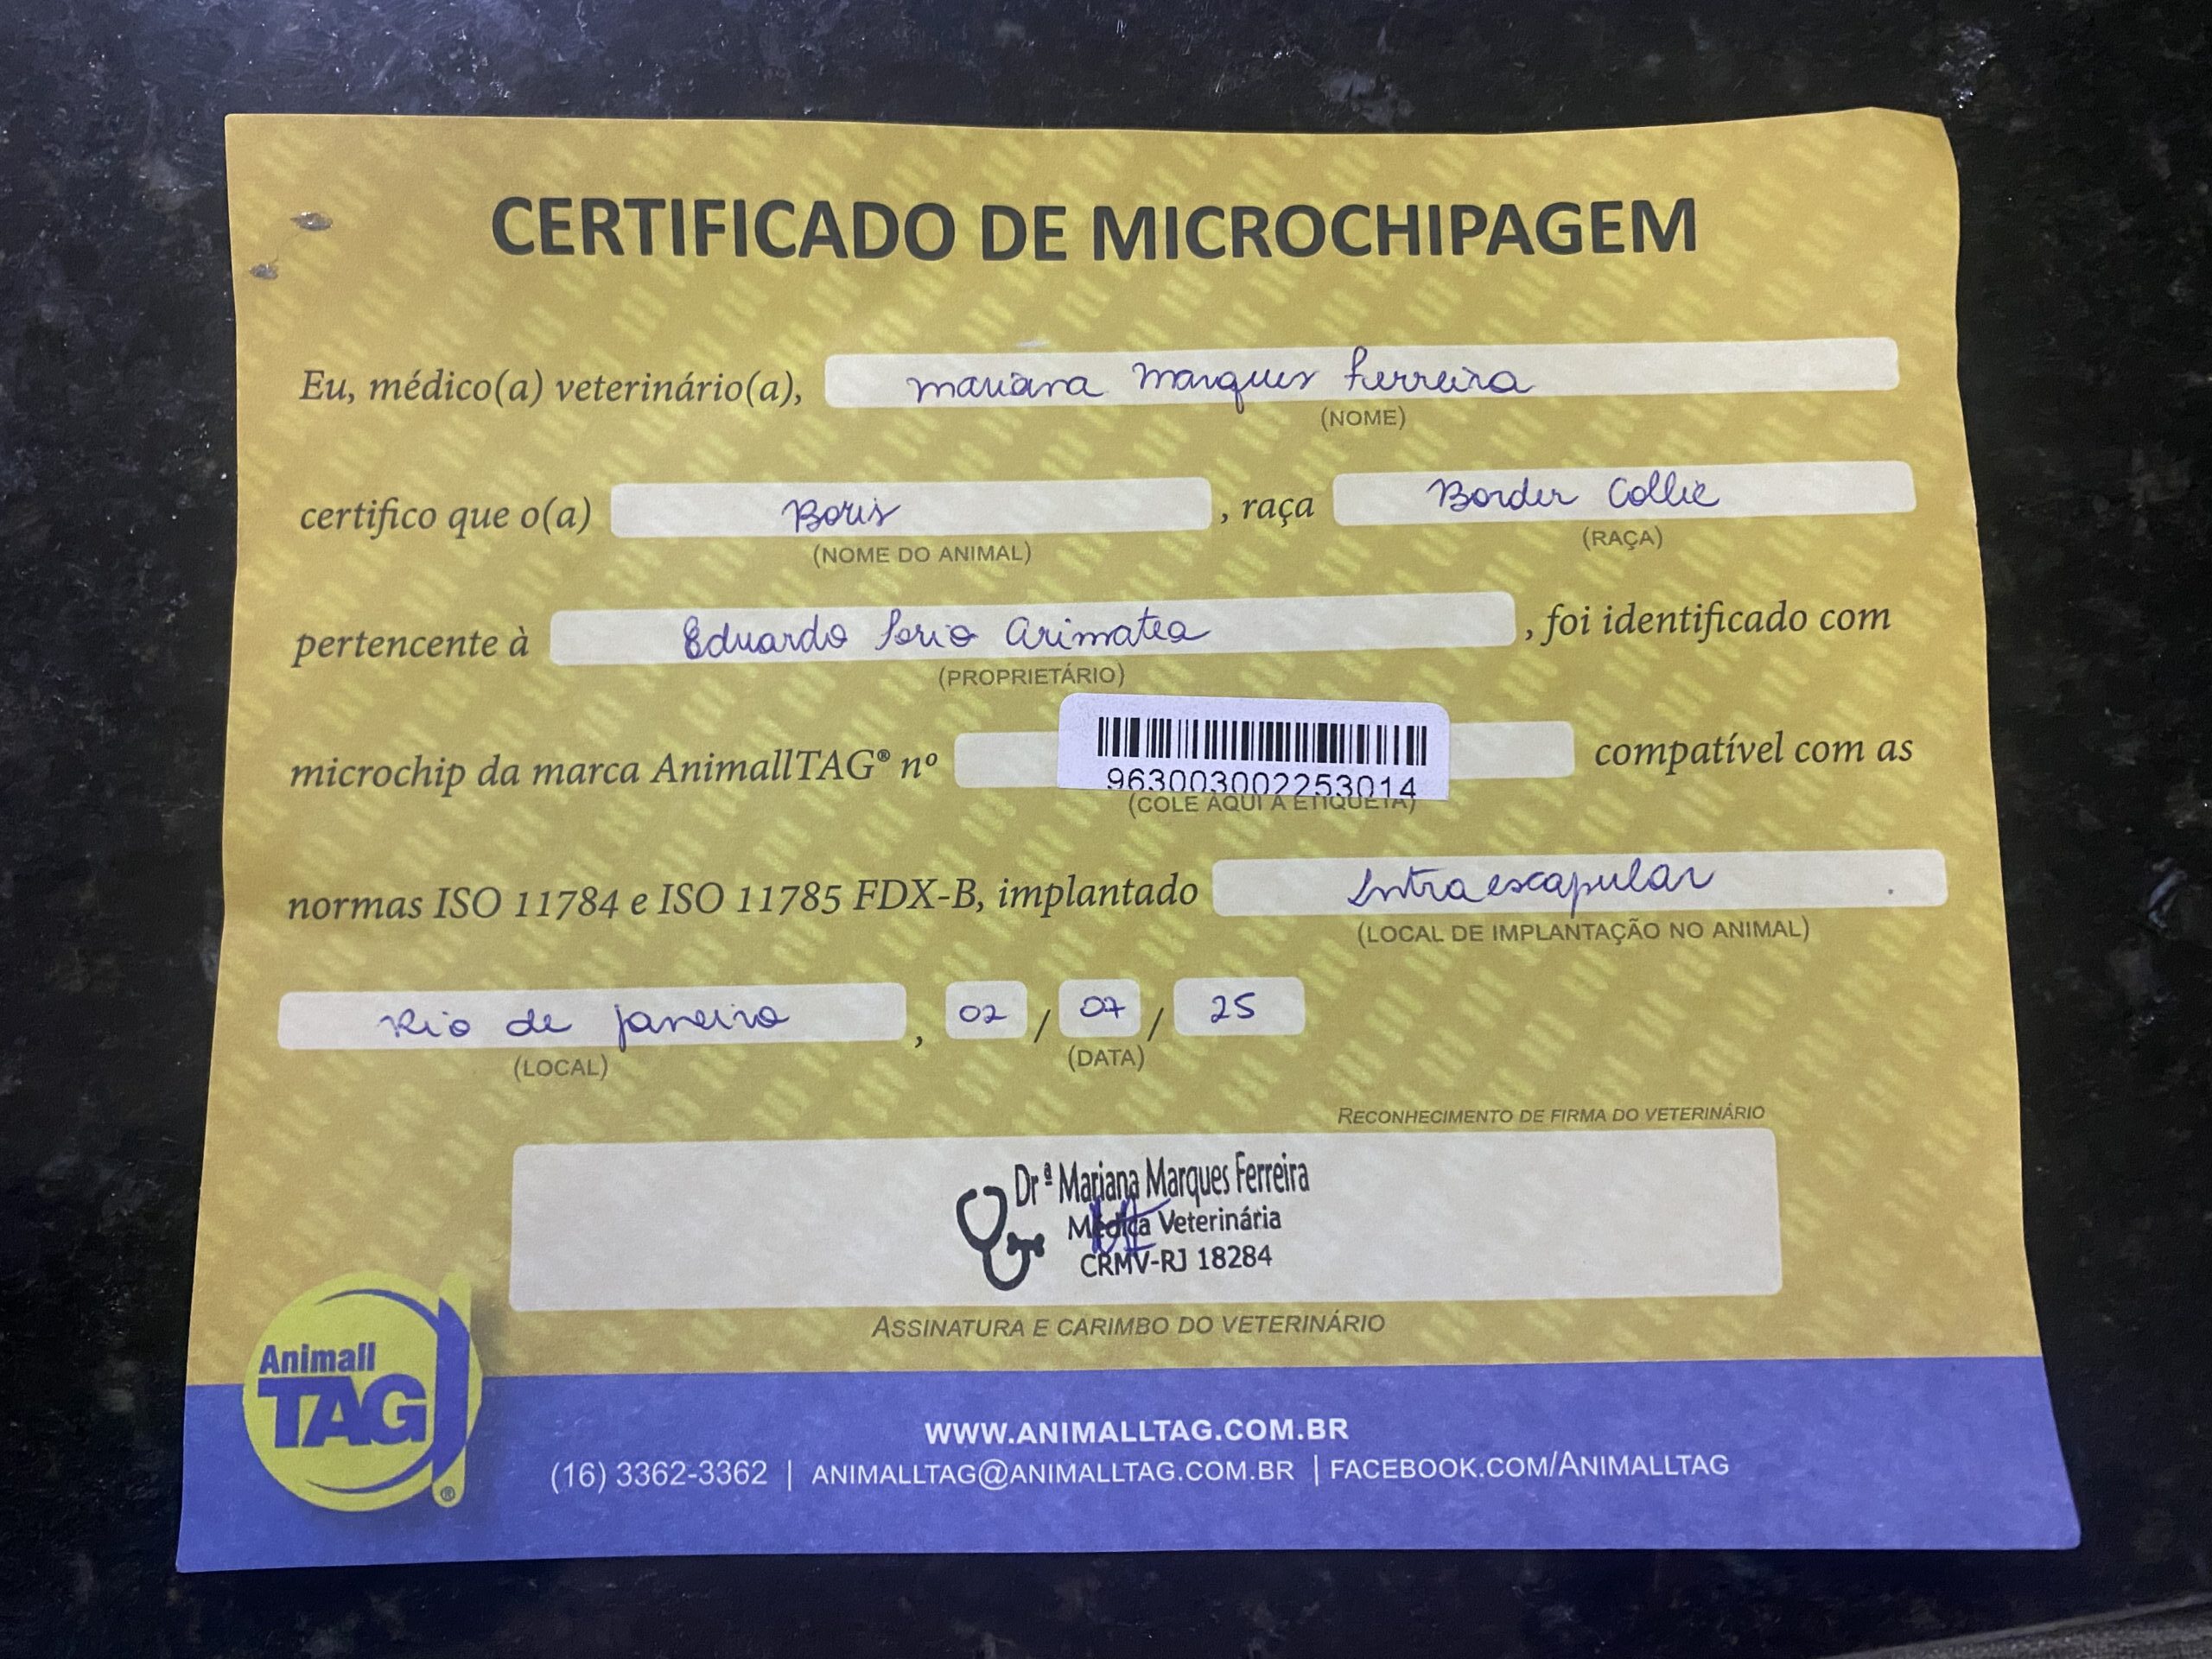 CERTIFICADO DE MICROCHIPAGEM
Eu, médico(a) veterinário(a), Mariana Marques Ferreira
(NOME)
certifico que o(a) Boris , raça Border Collie
(NOME DO ANIMAL) (RAÇA)
pertencente à Eduardo Serio Arimatea , foi identificado com
(PROPRIETÁRIO)
microchip da marca AnimallTAG® nº 963003002253014 compatível com as
(COLE AQUI A ETIQUETA)
normas ISO 11784 e ISO 11785 FDX-B, implantado Intraescapular
(LOCAL DE IMPLANTAÇÃO NO ANIMAL)
Rio de Janeiro , 02 / 07 / 25
(LOCAL) (DATA)
RECONHECIMENTO DE FIRMA DO VETERINÁRIO
Drª Mariana Marques Ferreira
Médica Veterinária
CRMV-RJ 18284
ASSINATURA E CARIMBO DO VETERINÁRIO
Animall
TAG®
WWW.ANIMALLTAG.COM.BR
(16) 3362-3362 | ANIMALLTAG@ANIMALLTAG.COM.BR | FACEBOOK.COM/ANIMALLTAG